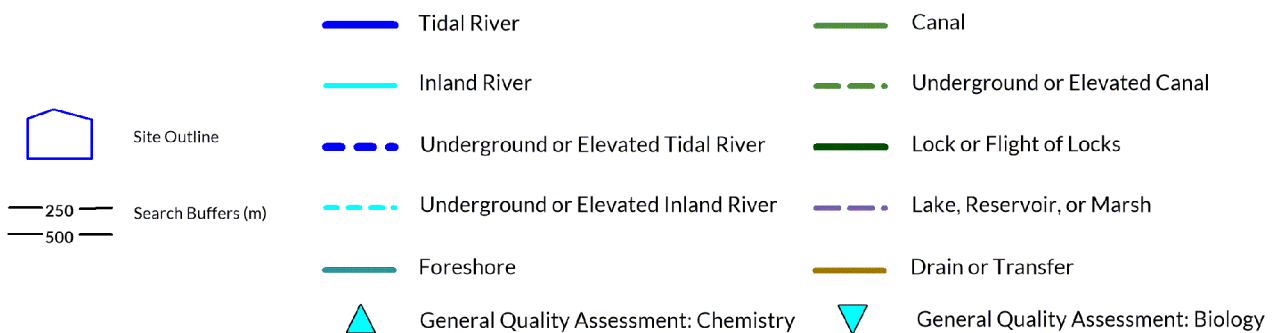 Site Outline
250
500
Search Buffers (m)
Tidal River
Inland River
Underground or Elevated Tidal River
Underground or Elevated Inland River
Foreshore
General Quality Assessment: Chemistry
Canal
Underground or Elevated Canal
Lock or Flight of Locks
Lake, Reservoir, or Marsh
Drain or Transfer
General Quality Assessment: Biology